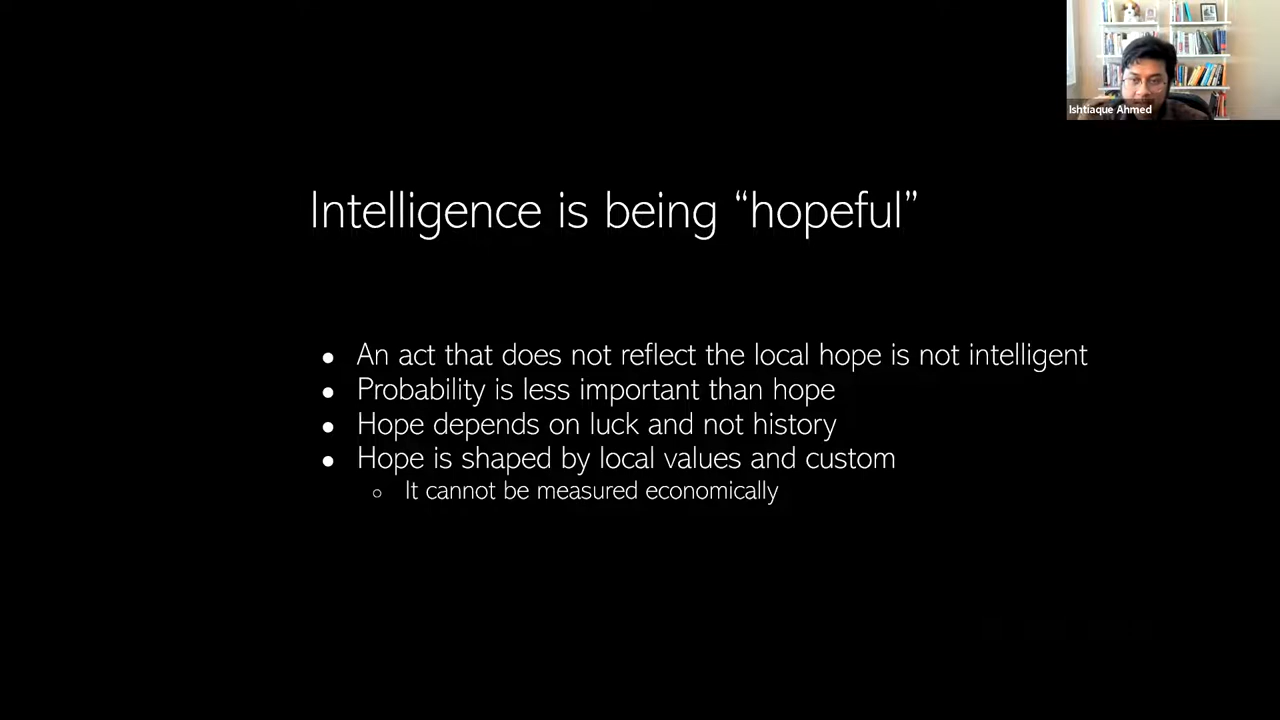 Ishtiaque Ahmed
Intelligence is being “hopeful”
● An act that does not reflect the local hope is not intelligent
● Probability is less important than hope
● Hope depends on luck and not history
● Hope is shaped by local values and custom
○ It cannot be measured economically